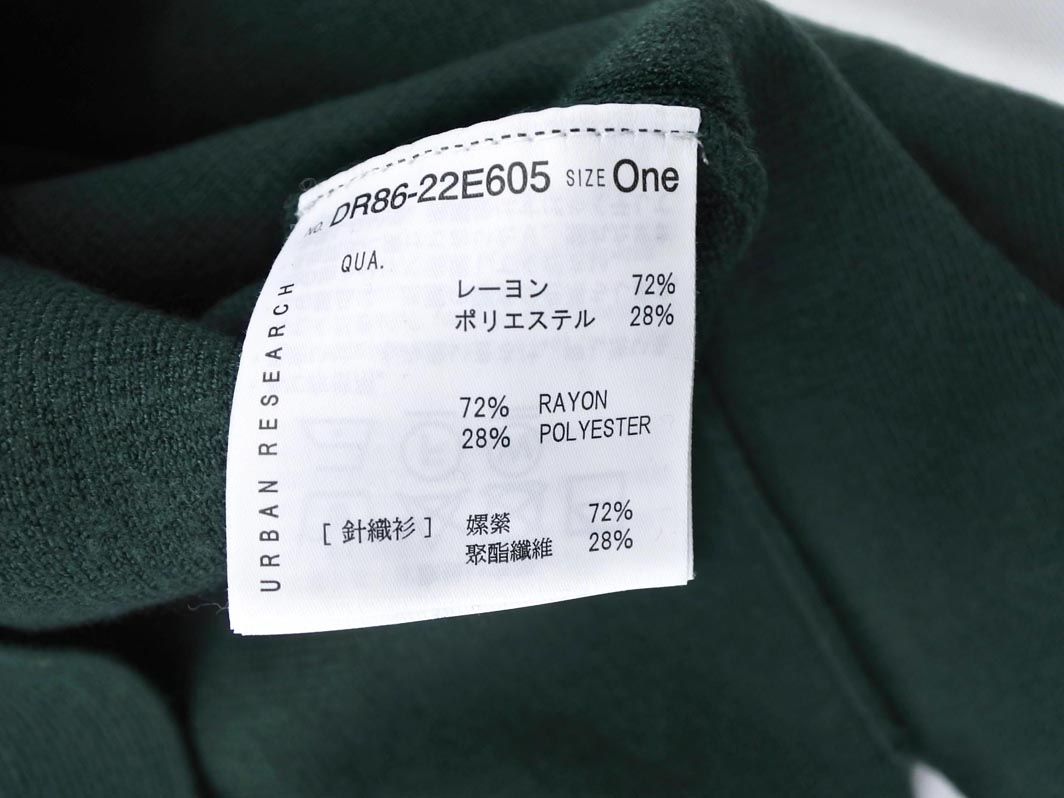 NO. DR86-22E605 SIZE One
QUA.
レーヨン 72%
ポリエステル 28%
72% RAYON
28% POLYESTER
[ 針織衫 ] 嫘縈 72%
聚酯纖維 28%
URBAN RESEARCH